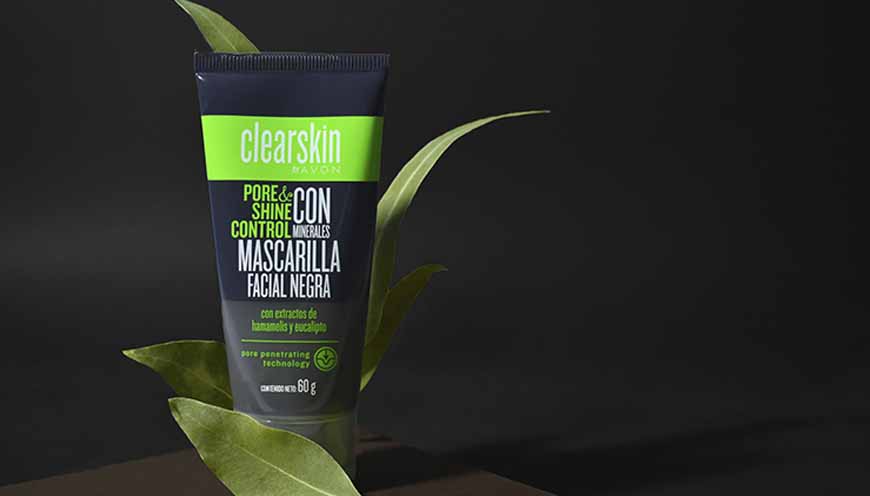 clearskin
BY AVON
PORE &
SHINE
CONTROL
CON
MINERALES
MASCARILLA
FACIAL NEGRA
con extractos de
hamamelis y eucalipto
pore penetrating
technology
CONTENIDO NETO: 60 g